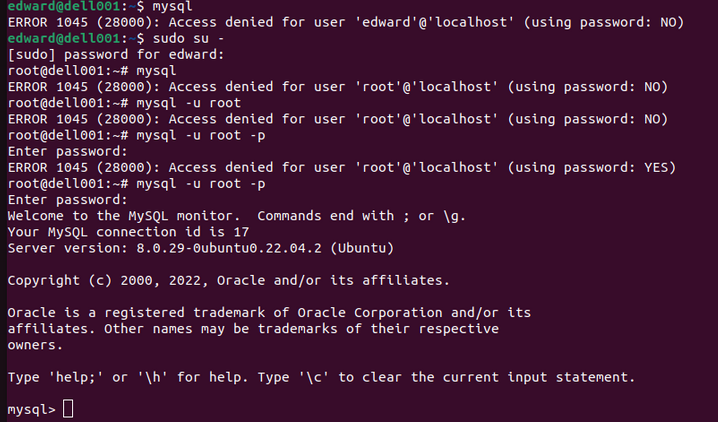 edward@dell001:~$ mysql
ERROR 1045 (28000): Access denied for user 'edward'@'localhost' (using password: NO)
edward@dell001:~$ sudo su -
[sudo] password for edward:
root@dell001:~# mysql
ERROR 1045 (28000): Access denied for user 'root'@'localhost' (using password: NO)
root@dell001:~# mysql -u root
ERROR 1045 (28000): Access denied for user 'root'@'localhost' (using password: NO)
root@dell001:~# mysql -u root -p
Enter password:
ERROR 1045 (28000): Access denied for user 'root'@'localhost' (using password: YES)
root@dell001:~# mysql -u root -p
Enter password:
Welcome to the MySQL monitor.  Commands end with ; or \g.
Your MySQL connection id is 17
Server version: 8.0.29-0ubuntu0.22.04.2 (Ubuntu)
Copyright (c) 2000, 2022, Oracle and/or its affiliates.
Oracle is a registered trademark of Oracle Corporation and/or its
affiliates. Other names may be trademarks of their respective
owners.
Type 'help;' or '\h' for help. Type '\c' to clear the current input statement.
mysql>